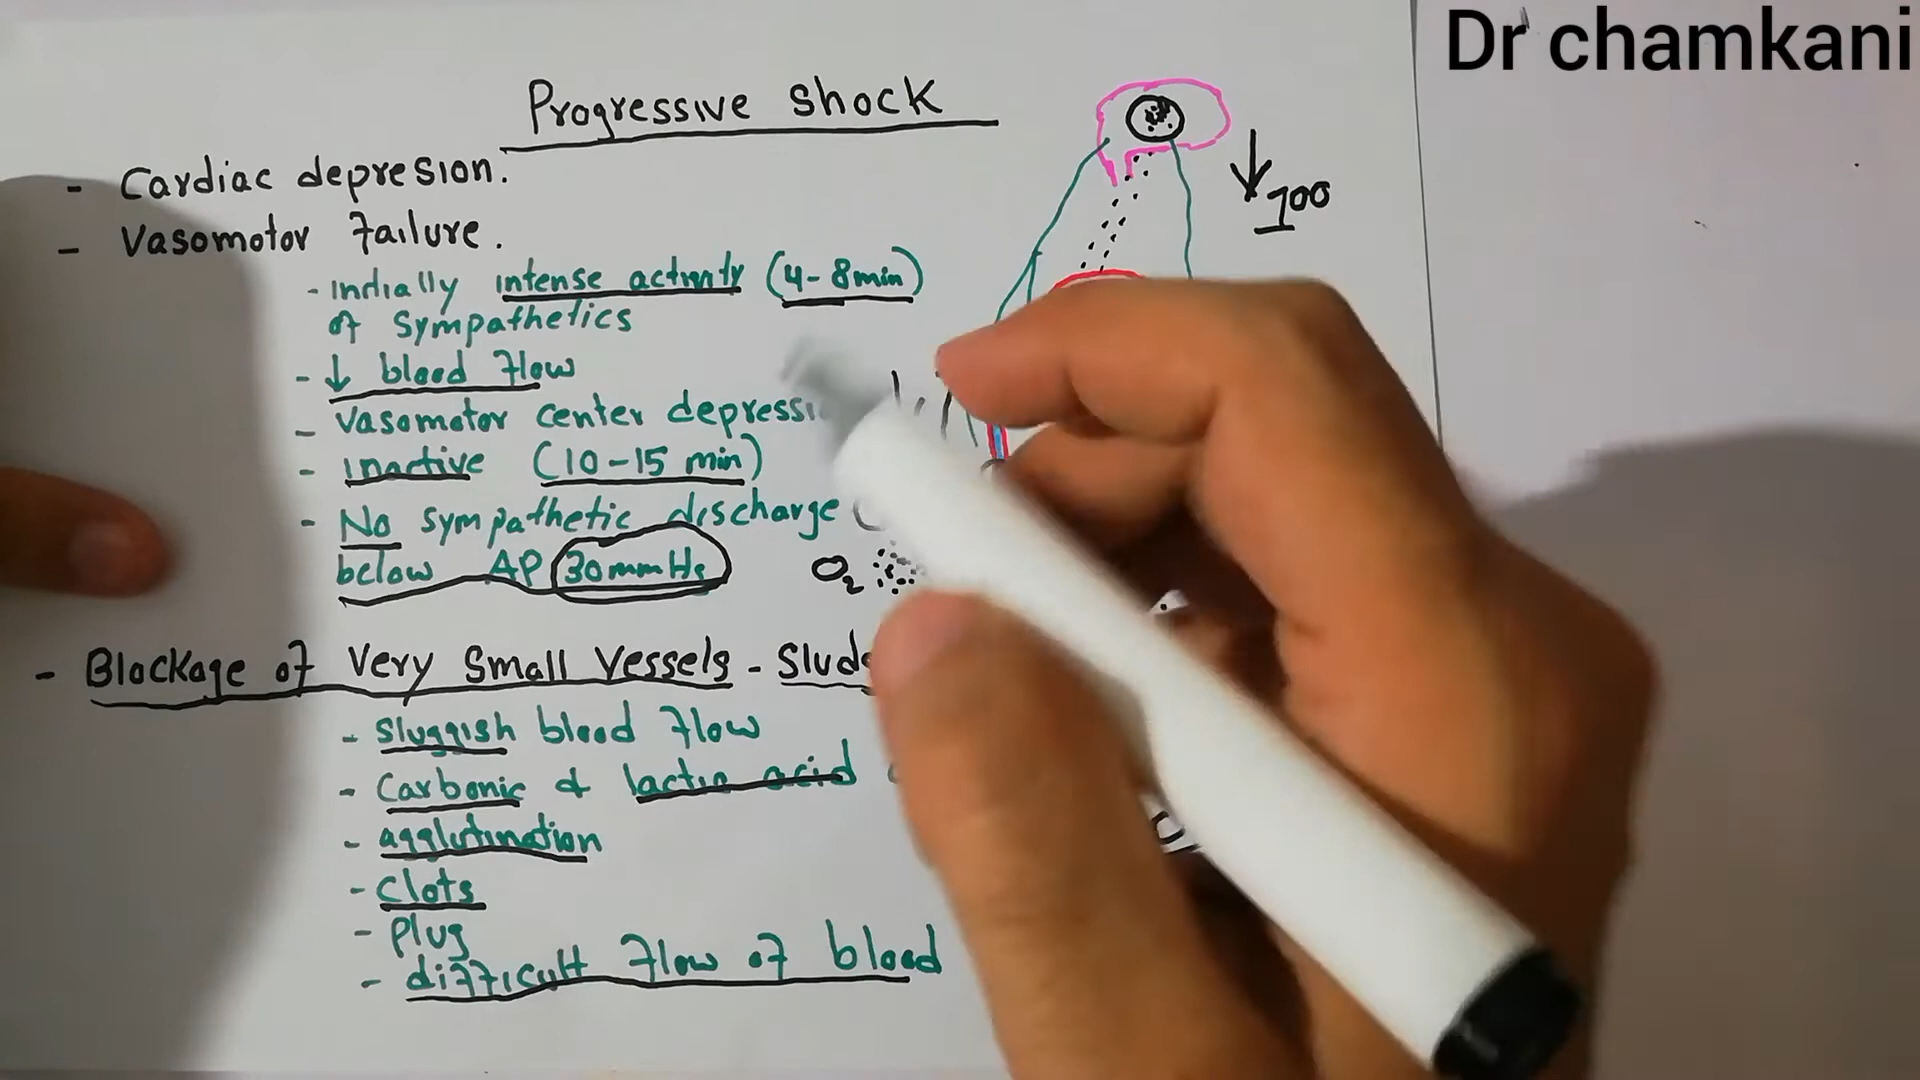 Dr chamkani
Progressive shock
- Cardiac depresion.
- Vasomotor Failure.
- Indially intense activity (4-8min)
of Sympathetics
- ↓ blood flow
- Vasomotor center depressi
- inactive (10-15 min)
- No sympathetic discharge
below AP 30mmHg
- Blockage of Very Small Vessels - Slud
- Sluggish blood flow
- Carbonic & lactic acid
- agglutination
- Clots
- plug
- difficult flow of blood
↓100
O₂